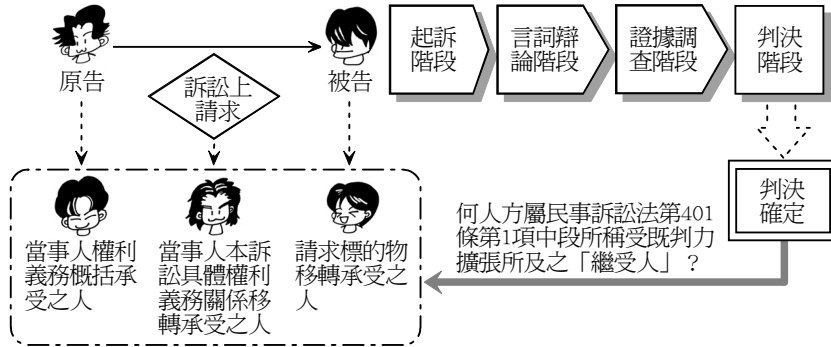 原告
訴訟上
請求
被告
起訴
階段
言詞辯
論階段
證據調
查階段
判決
階段
判決
確定
當事人權利
義務概括承
受之人
當事人本訴
訟具體權利
義務關係移
轉承受之人
請求標的物
移轉承受之
人
何人方屬民事訴訟法第401
條第1項中段所稱受既判力
擴張所及之「繼受人」？